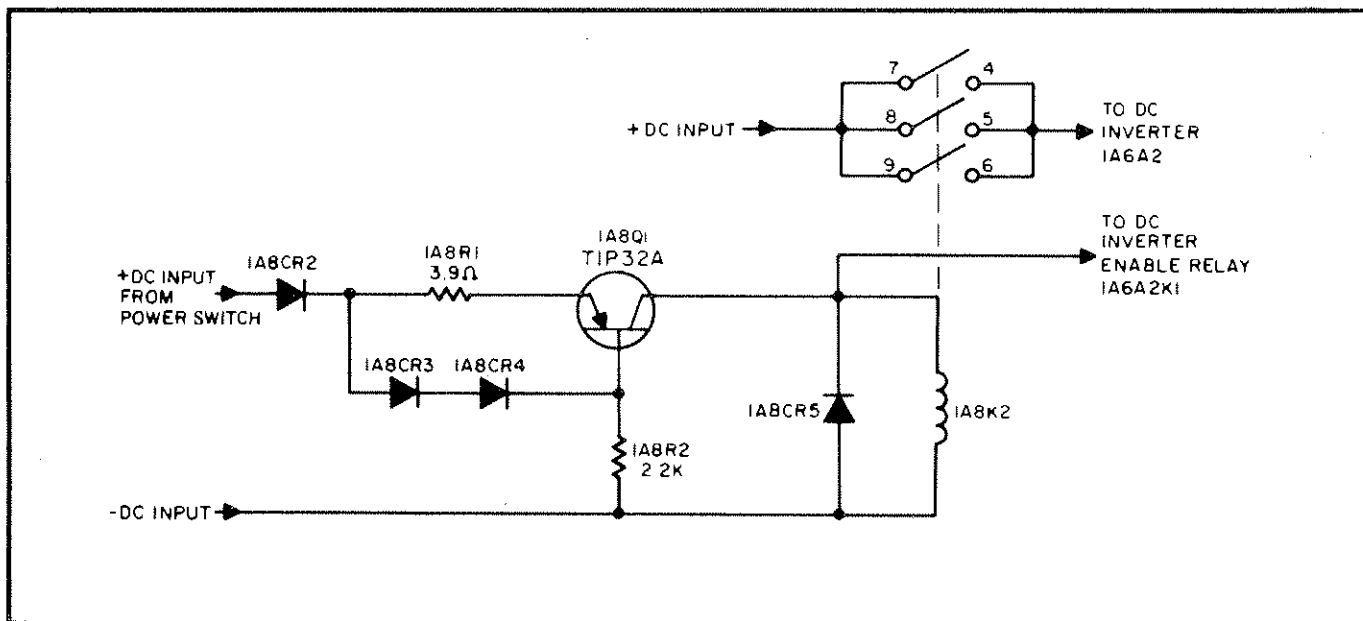 7
4
+DC INPUT
8
5
TO DC
INVERTER
1A6A2
9
6
TO DC
INVERTER
ENABLE RELAY
1A6A2K1
+DC INPUT
FROM
POWER SWITCH
1A8CR2
1A8R1
3.9Ω
1A8Q1
TIP32A
1A8CR3
1A8CR4
1A8R2
2.2K
1A8CR5
1A8K2
-DC INPUT